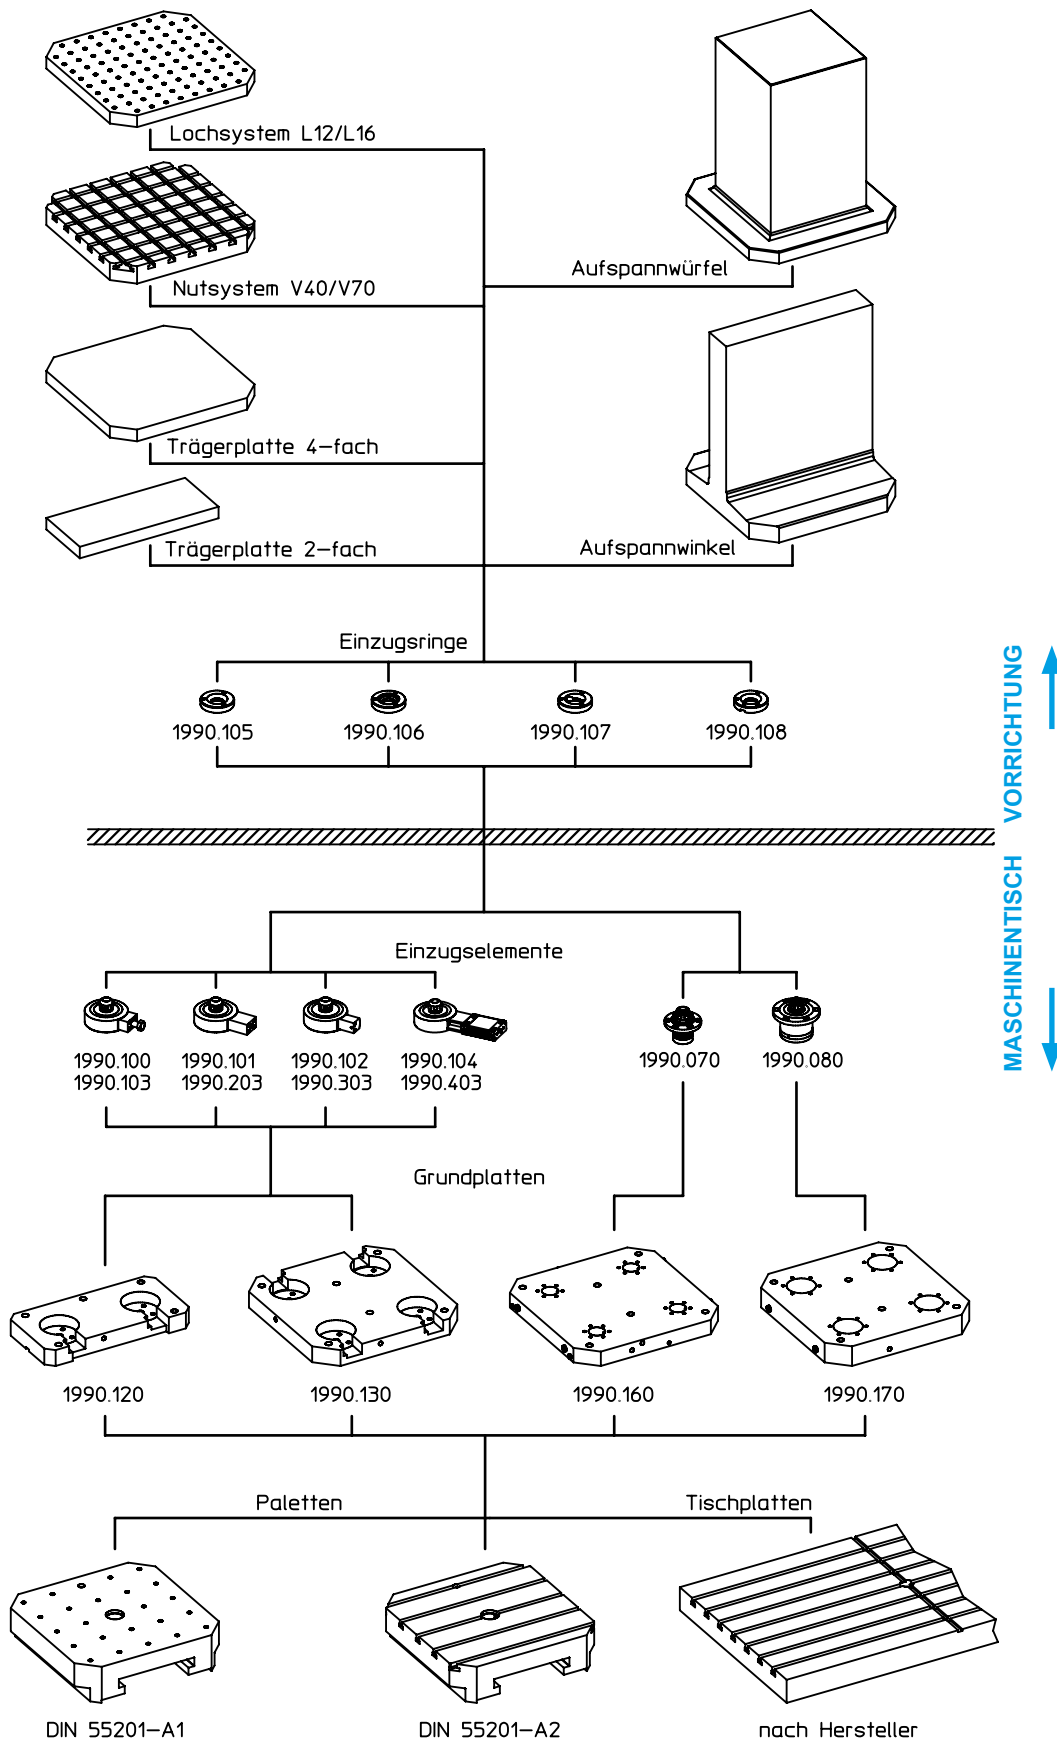 Lochsystem L12/L16
Aufspannwürfel
Nutsystem V40/V70
Trägerplatte 4-fach
Trägerplatte 2-fach
Aufspannwinkel
Einzugsringe
1990.105
1990.106
1990.107
1990.108
VORRICHTUNG
MASCHINENTISCH
Einzugselemente
1990.100
1990.103
1990.101
1990.203
1990.102
1990.303
1990.104
1990.403
1990.070
1990.080
Grundplatten
1990.120
1990.130
1990.160
1990.170
Paletten
Tischplatten
DIN 55201-A1
DIN 55201-A2
nach Hersteller